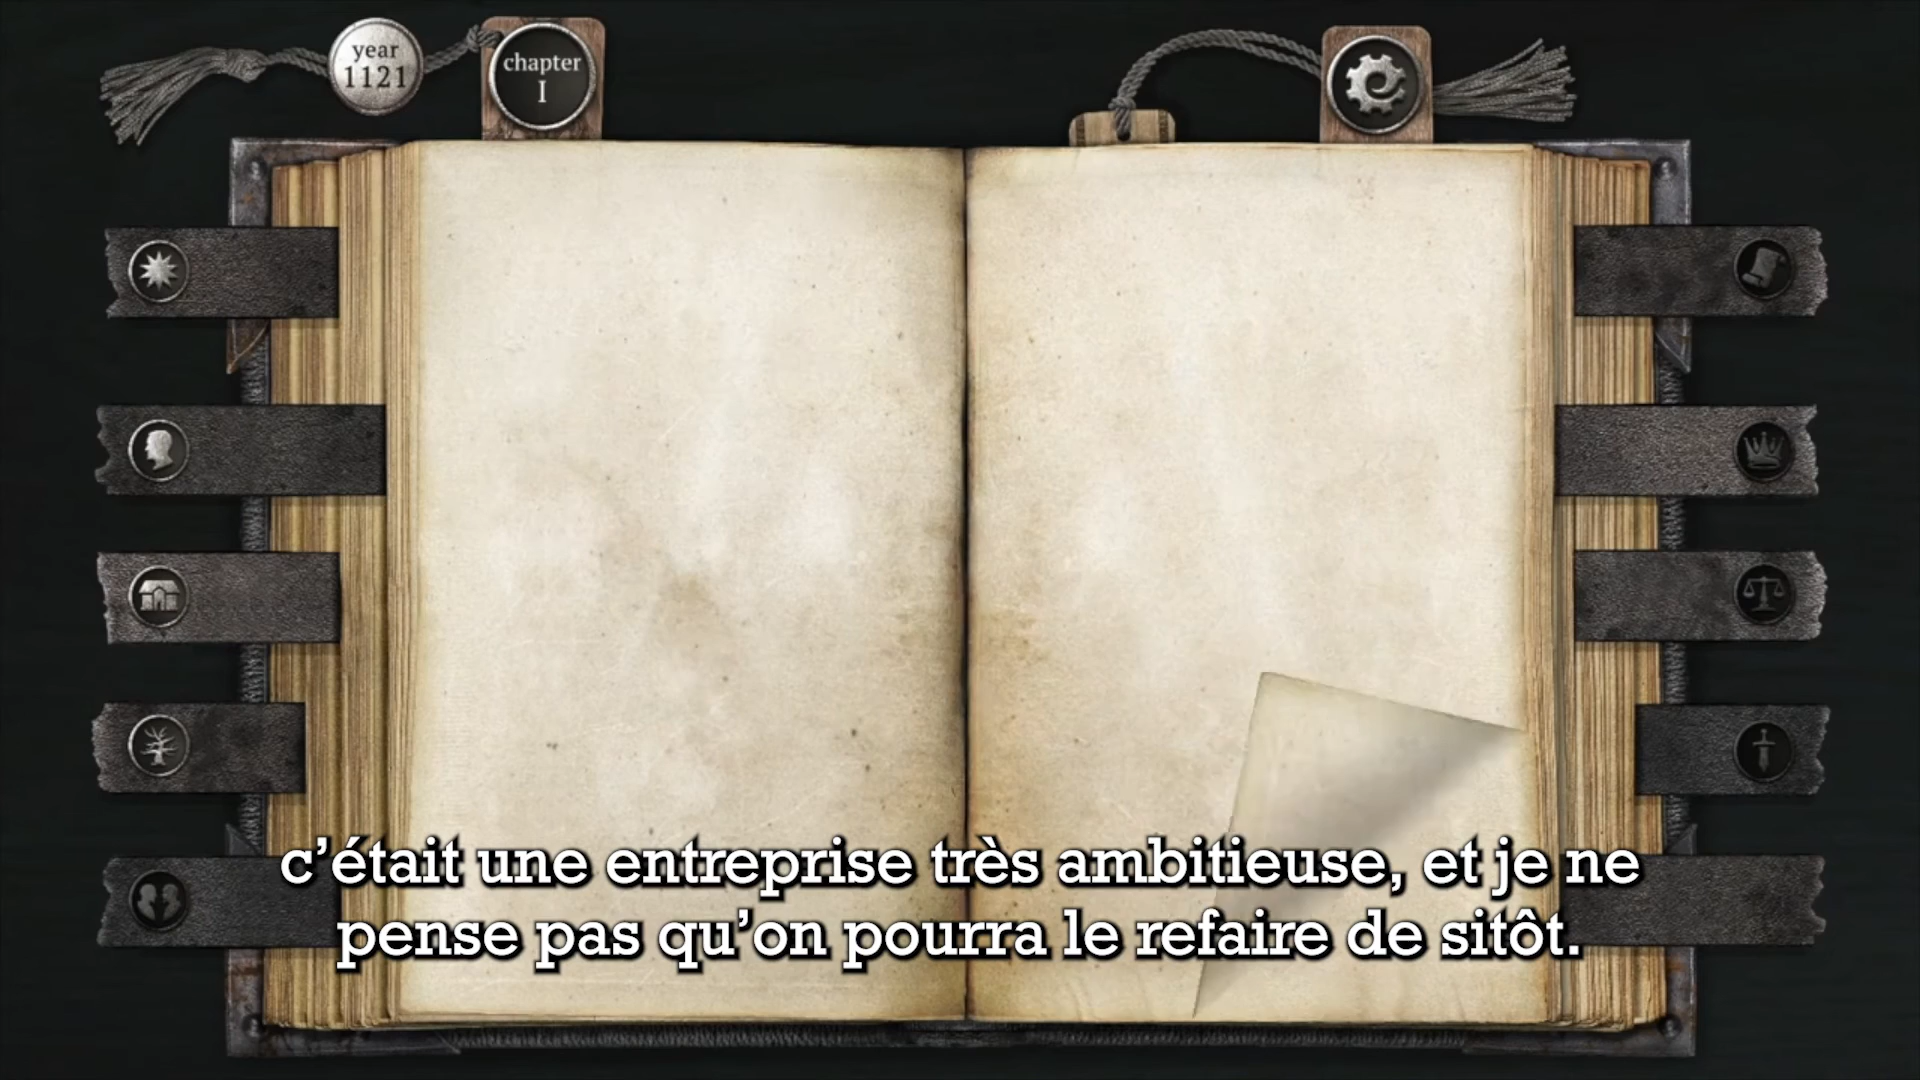 year
1121
chapter
I
c’était une entreprise très ambitieuse, et je ne
pense pas qu’on pourra le refaire de sitôt.